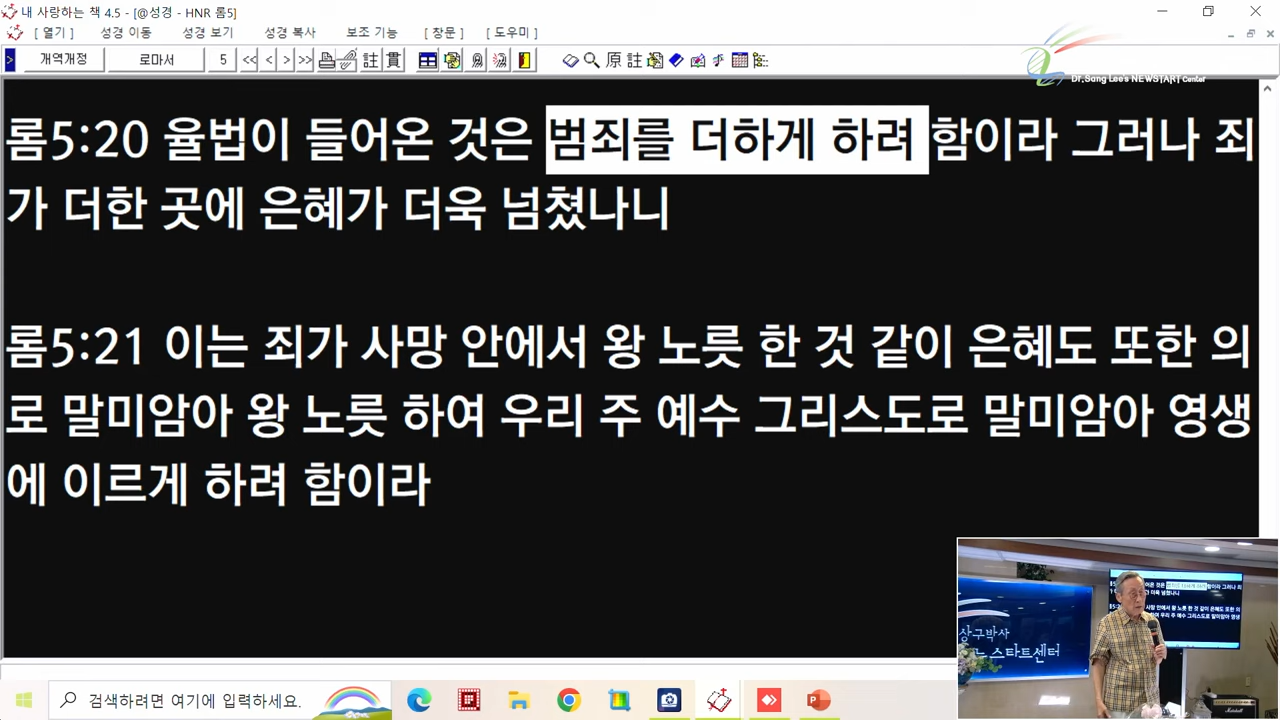 내 사랑하는 책 4.5 - [@성경 - HNR 롬5]
[ 열기 ] 성경 이동 성경 보기 성경 복사 보조 기능 [ 창문 ] [ 도우미 ]
개역개정 로마서 5 << < > >> 註 貫 原 註
Dr.Sang Lee's NEWSTART Center
롬5:20 율법이 들어온 것은 범죄를 더하게 하려 함이라 그러나 죄
가 더한 곳에 은혜가 더욱 넘쳤나니
롬5:21 이는 죄가 사망 안에서 왕 노릇 한 것 같이 은혜도 또한 의
로 말미암아 왕 노릇 하여 우리 주 예수 그리스도로 말미암아 영생
에 이르게 하려 함이라
상구박사
스타트센터
검색하려면 여기에 입력하세요.